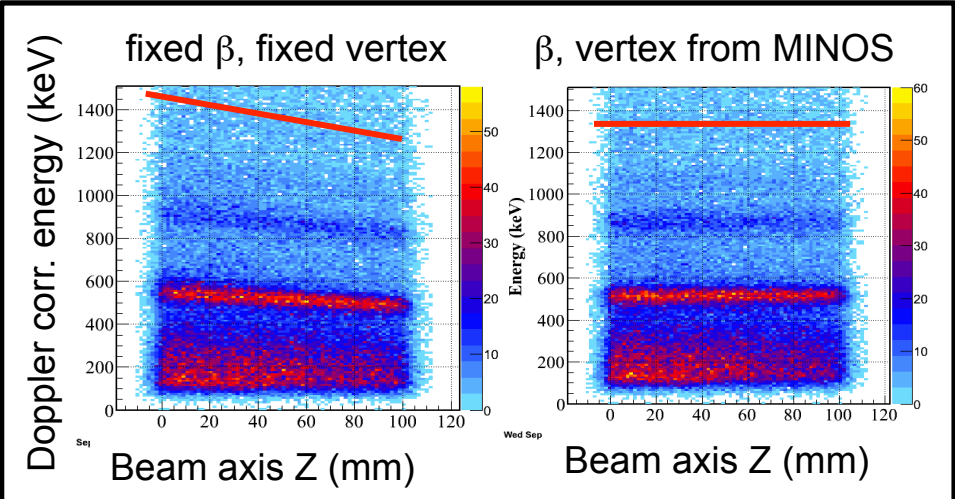 fixed β, fixed vertex
β, vertex from MINOS
Doppler corr. energy (keV)
1400
1200
1000
800
600
400
200
0
0 20 40 60 80 100 120
50
40
30
20
10
0
Sep
Beam axis Z (mm)
Energy (keV)
1400
1200
1000
800
600
400
200
0
0 20 40 60 80 100 120
60
50
40
30
20
10
0
Wed Sep
Beam axis Z (mm)